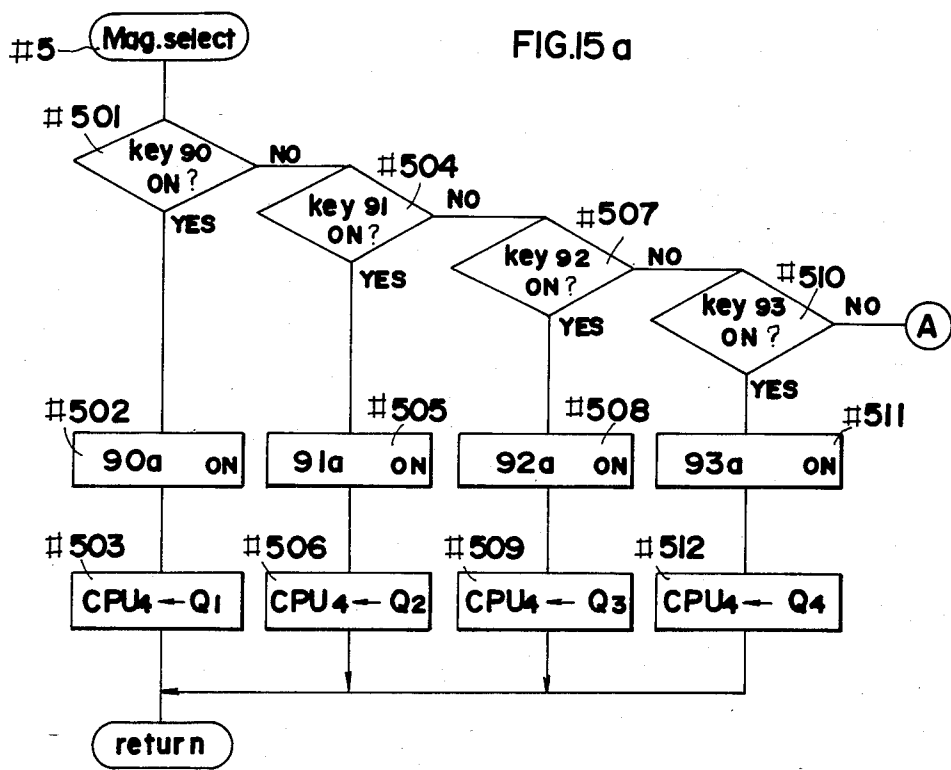 FIG.15 a
#5
Mag.select
#501
key 90
ON?
NO
YES
#504
key 91
ON?
NO
YES
#507
key 92
ON?
NO
YES
#510
key 93
ON?
NO
YES
A
#502
90a ON
#505
91a ON
#508
92a ON
#511
93a ON
#503
CPU4 ← Q1
#506
CPU4 ← Q2
#509
CPU4 ← Q3
#512
CPU4 ← Q4
return